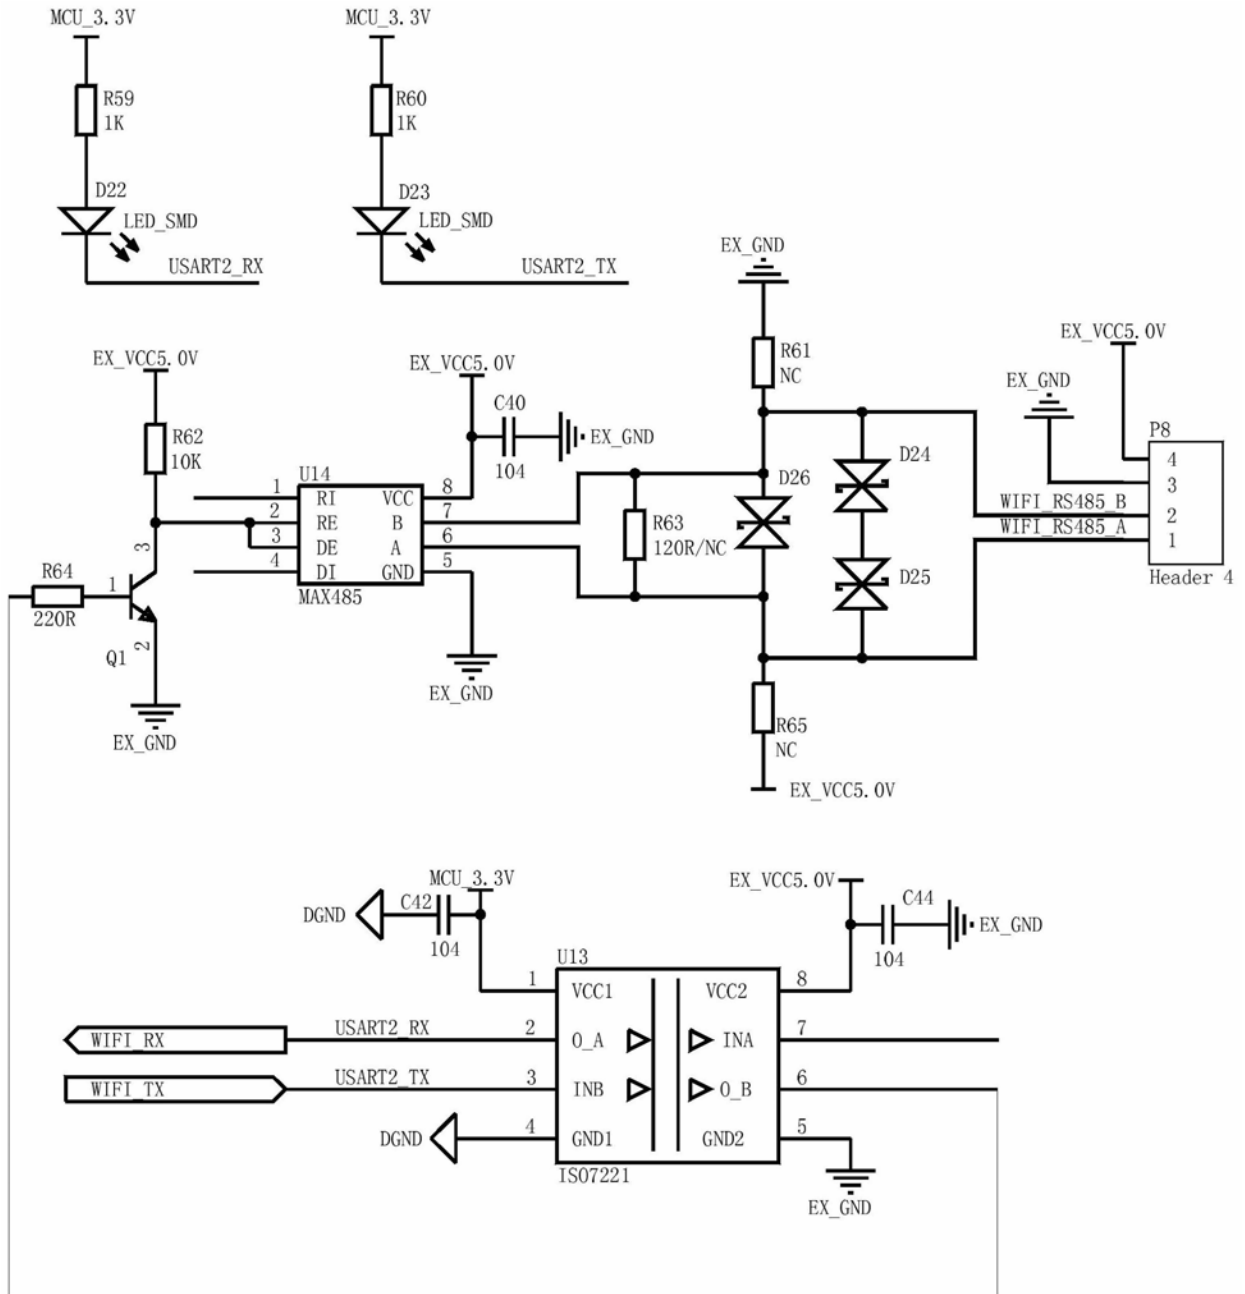 MCU_3.3V
MCU_3.3V
R59
1K
R60
1K
D22
LED_SMD
D23
LED_SMD
USART2_RX
USART2_TX
EX_GND
R61
NC
EX_VCC5.0V
EX_GND
P8
4
3
2
1
Header 4
WIFI_RS485_B
WIFI_RS485_A
EX_VCC5.0V
R62
10K
EX_VCC5.0V
C40
104
EX_GND
U14
1 RI VCC 8
2 RE B 7
3 DE A 6
4 DI GND 5
MAX485
R63
120R/NC
D26
D24
D25
R64
220R
1
3
2
Q1
EX_GND
EX_GND
R65
NC
EX_VCC5.0V
MCU_3.3V
DGND
C42
104
EX_VCC5.0V
C44
104
EX_GND
U13
1 VCC1 VCC2 8
WIFI_RX USART2_RX 2 O_A INA 7
WIFI_TX USART2_TX 3 INB O_B 6
DGND 4 GND1 GND2 5
ISO7221
EX_GND